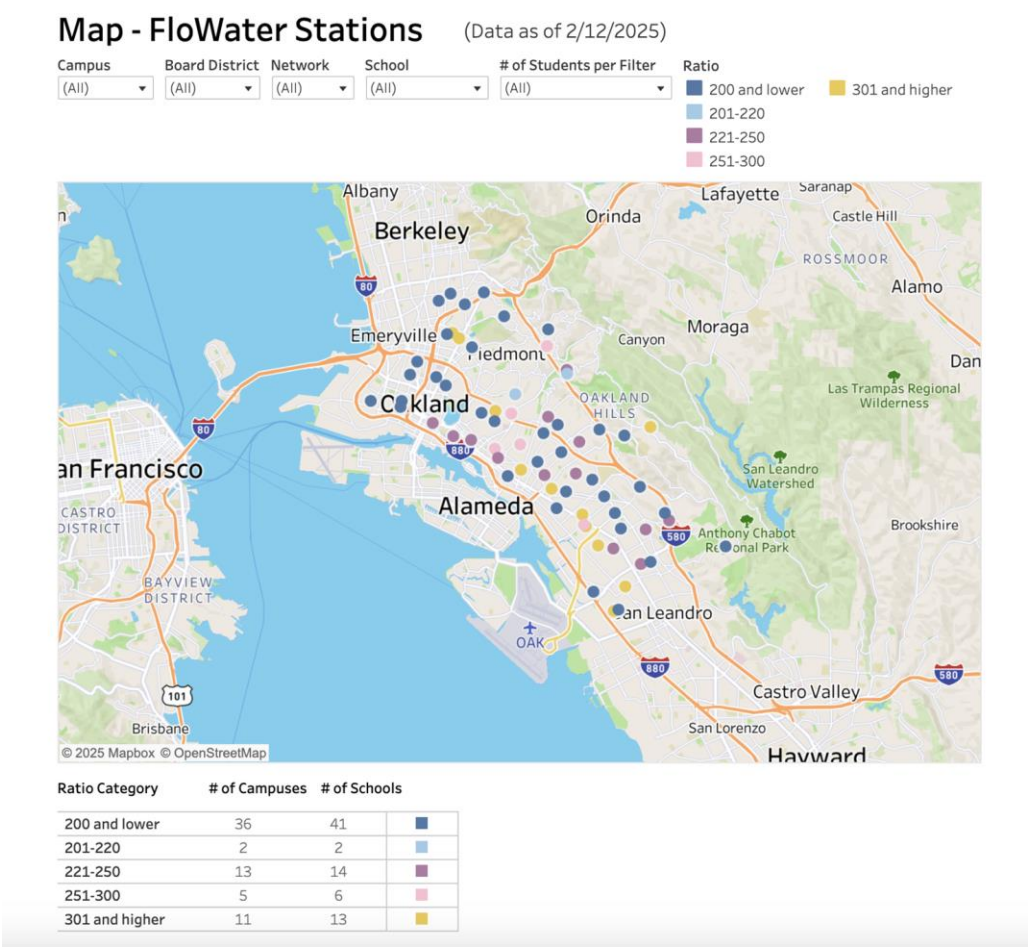 Map - FloWater Stations (Data as of 2/12/2025)
Campus Board District Network School # of Students per Filter Ratio
(All) (All) (All) (All) (All)
200 and lower 301 and higher
201-220
221-250
251-300
Albany
Lafayette
Saranap
n
Orinda
Castle Hill
Berkeley
ROSSMOOR
80
Alamo
Moraga
Emeryville
Canyon
Piedmont
Dan
Las Trampas Regional
Wilderness
OAKLAND
HILLS
Oakland
80
880
an Francisco
San Leandro
Watershed
Alameda
CASTRO
DISTRICT
Brookshire
580
Anthony Chabot
Regional Park
BAYVIEW
DISTRICT
San Leandro
OAK
880
580
101
Castro Valley
Brisbane
San Lorenzo
© 2025 Mapbox © OpenStreetMap
Hayward
Ratio Category # of Campuses # of Schools
200 and lower 36 41
201-220 2 2
221-250 13 14
251-300 5 6
301 and higher 11 13